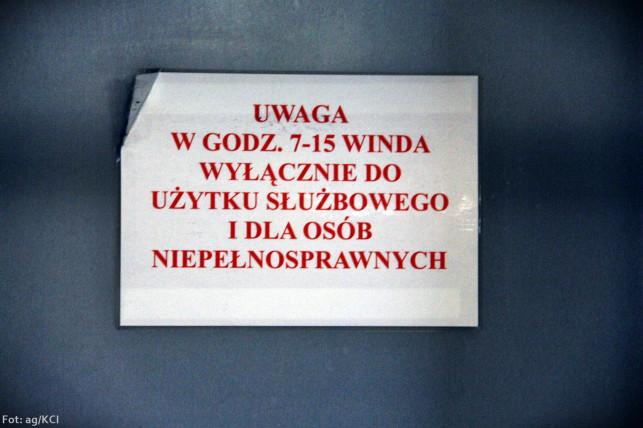 UWAGA
W GODZ. 7-15 WINDA
WYŁĄCZNIE DO
UŻYTKU SŁUŻBOWEGO
I DLA OSÓB
NIEPEŁNOSPRAWNYCH
Fot: ag/KCI